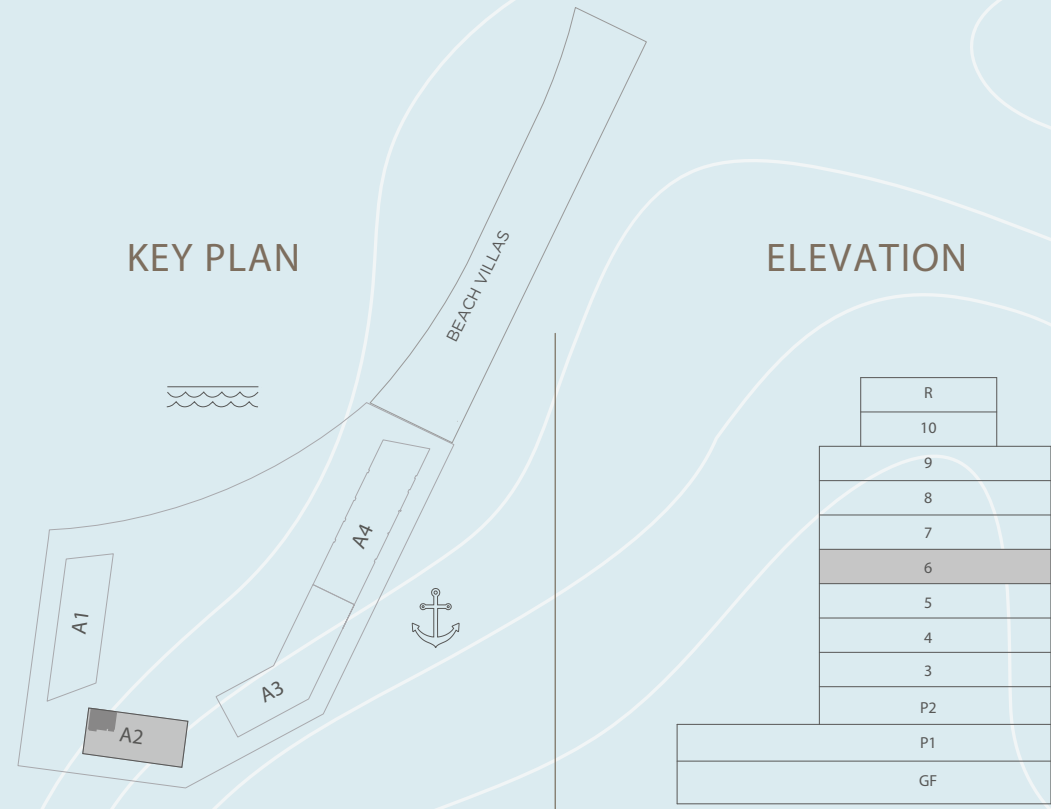 KEY PLAN
BEACH VILLAS
A4
A1
A3
A2
ELEVATION
R
10
9
8
7
6
5
4
3
P2
P1
GF